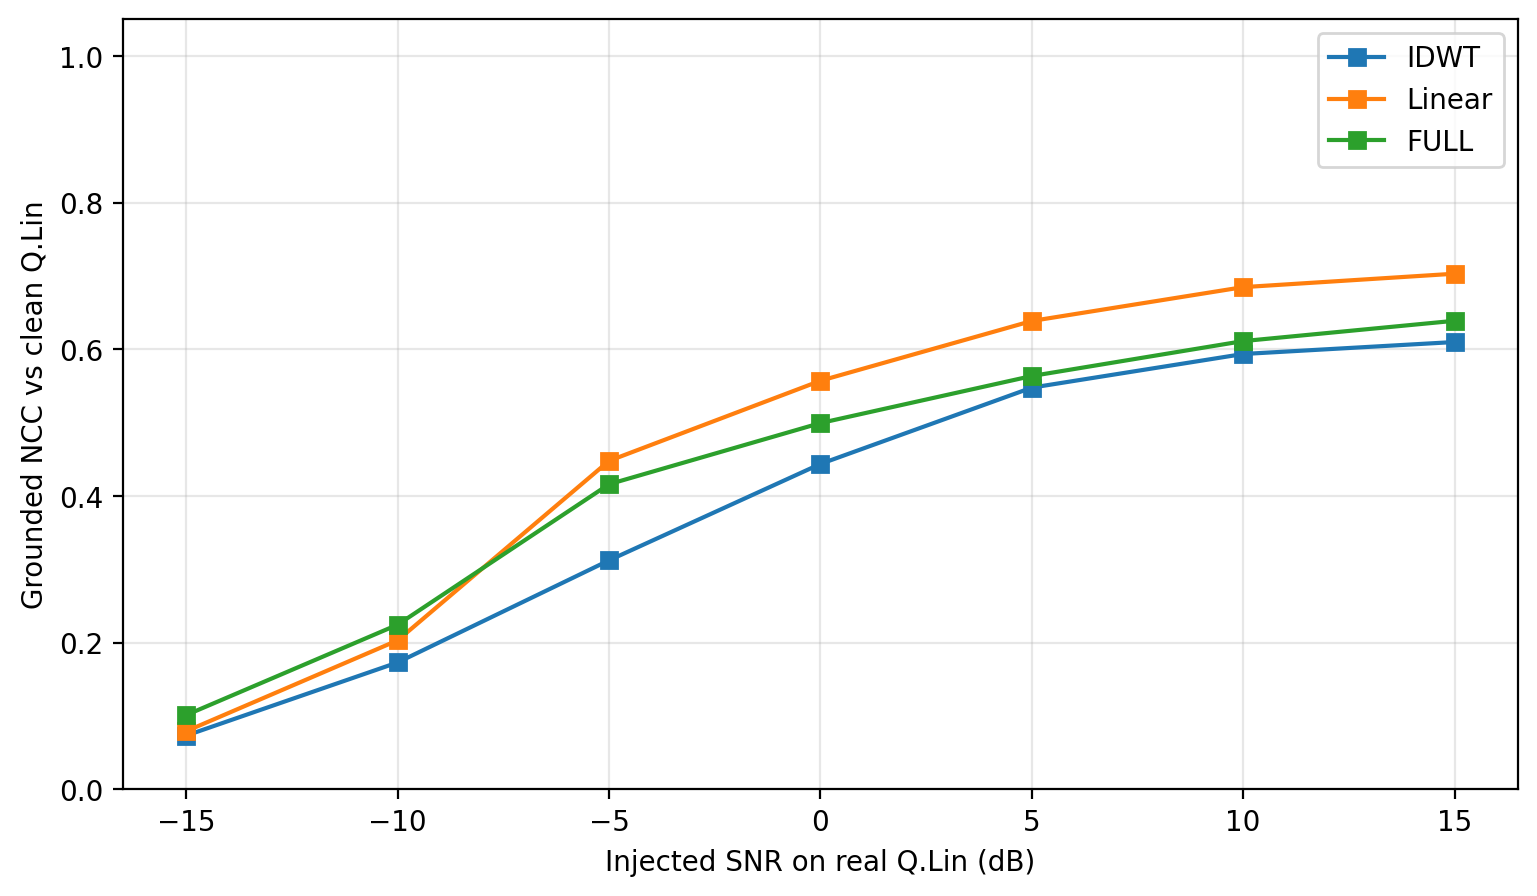 IDWT
Linear
FULL
Grounded NCC vs clean Q.Lin
1.0
0.8
0.6
0.4
0.2
0.0
−15 −10 −5 0 5 10 15
Injected SNR on real Q.Lin (dB)